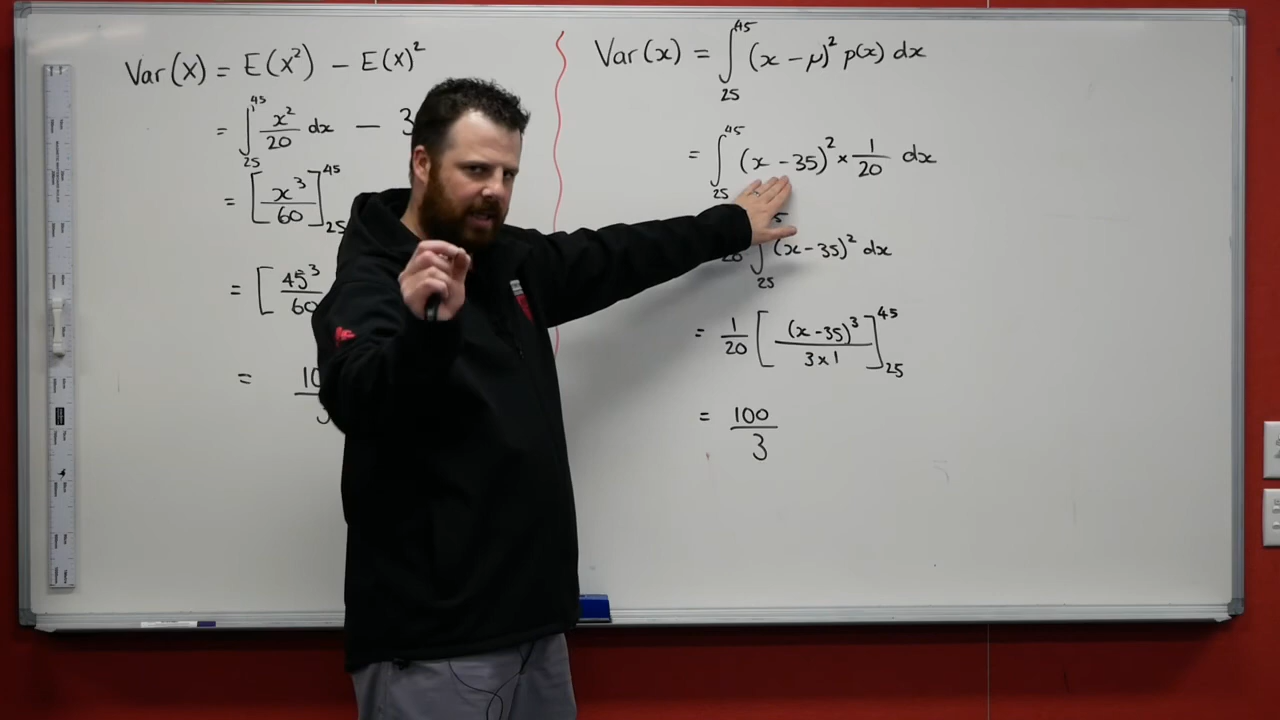 Var(X) = E(x²) − E(x)²
= ∫₂₅⁴⁵ x²/20 dx − 3
= [x³/60]₂₅⁴⁵
= [45³/60
= 10
Var(x) = ∫₂₅⁴⁵ (x − μ)² p(x) dx
= ∫₂₅⁴⁵ (x − 35)² × 1/20 dx
20 ∫₂₅ (x − 35)² dx
= 1/20 [(x − 35)³/3×1]₂₅⁴⁵
= 100/3